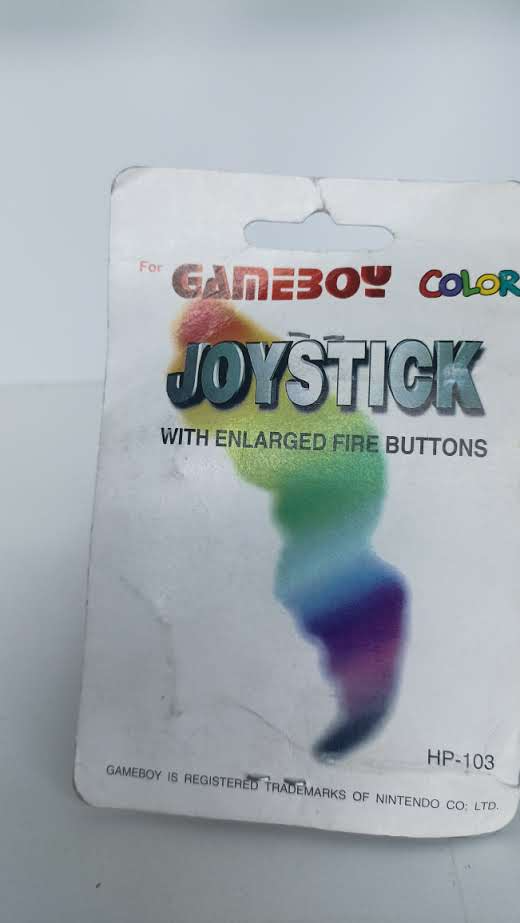 For GAMEBOY COLOR
JOYSTICK
WITH ENLARGED FIRE BUTTONS
HP-103
GAMEBOY IS REGISTERED TRADEMARKS OF NINTENDO CO; LTD.